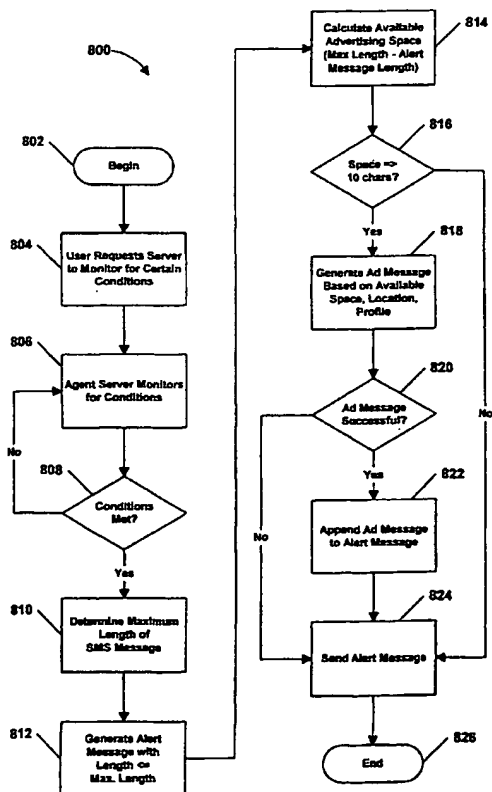 800
802
Begin
804
User Requests Server
to Monitor for Certain
Conditions
806
Agent Server Monitors
for Conditions
No
808
Conditions
Met?
Yes
810
Determine Maximum
Length of
SMS Message
812
Generate Alert
Message with
Length <=
Max. Length
814
Calculate Available
Advertising Space
(Max Length - Alert
Message Length)
816
Space =>
10 chars?
Yes
No
818
Generate Ad Message
Based on Available
Space, Location,
Profile
820
Ad Message
Successful?
Yes
No
822
Append Ad Message
to Alert Message
824
Send Alert Message
End
826